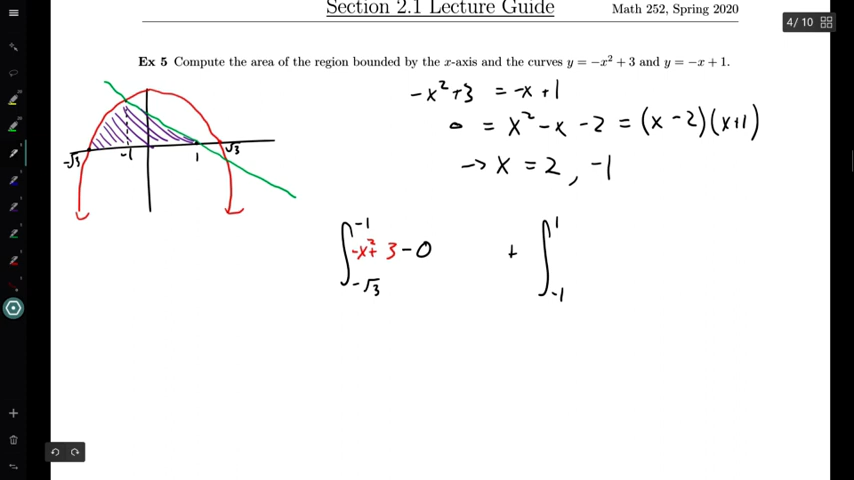 Section 2.1 Lecture Guide
Math 252, Spring 2020
4 / 10
Ex 5 Compute the area of the region bounded by the x-axis and the curves y = −x² + 3 and y = −x + 1.
-x² + 3 = -x + 1
0 = x² - x - 2 = (x - 2)(x+1)
→ x = 2, -1
-√3 -1 1 √3
∫_{-√3}^{-1} -x² + 3 - 0 + ∫_{-1}^{1}